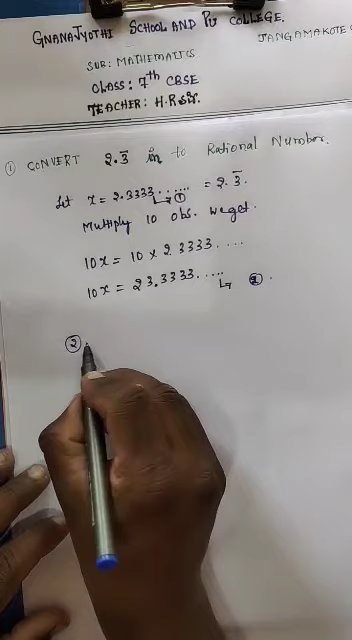 GNANAJYOTHI SCHOOL AND PU COLLEGE.
JANGAMAKOTE
SUB: MATHEMATICS
CLASS: 7th CBSE
TEACHER: H.R
① CONVERT 2.3̅ in to Rational Number.
Let x = 2.3333...... = 2.3̅.
↳ ①
Multiply 10 obs. we get.
10x = 10 × 2.3333....
10x = 23.3333.....
↳ ②.
②